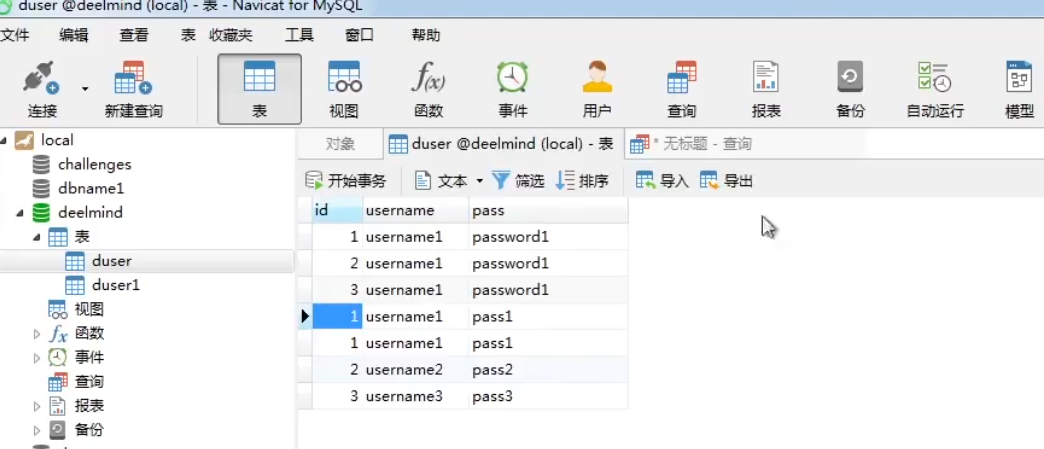 duser @deelmind (local) - 表 - Navicat for MySQL
文件 编辑 查看 表 收藏夹 工具 窗口 帮助
连接 新建查询 表 视图 函数 事件 用户 查询 报表 备份 自动运行 模型
local
challenges
dbname1
deelmind
表
duser
duser1
视图
函数
事件
查询
报表
备份
对象 duser @deelmind (local) - 表 * 无标题 - 查询
开始事务 文本 筛选 排序 导入 导出
id username pass
1 username1 password1
2 username1 password1
3 username1 password1
1 username1 pass1
1 username1 pass1
2 username2 pass2
3 username3 pass3